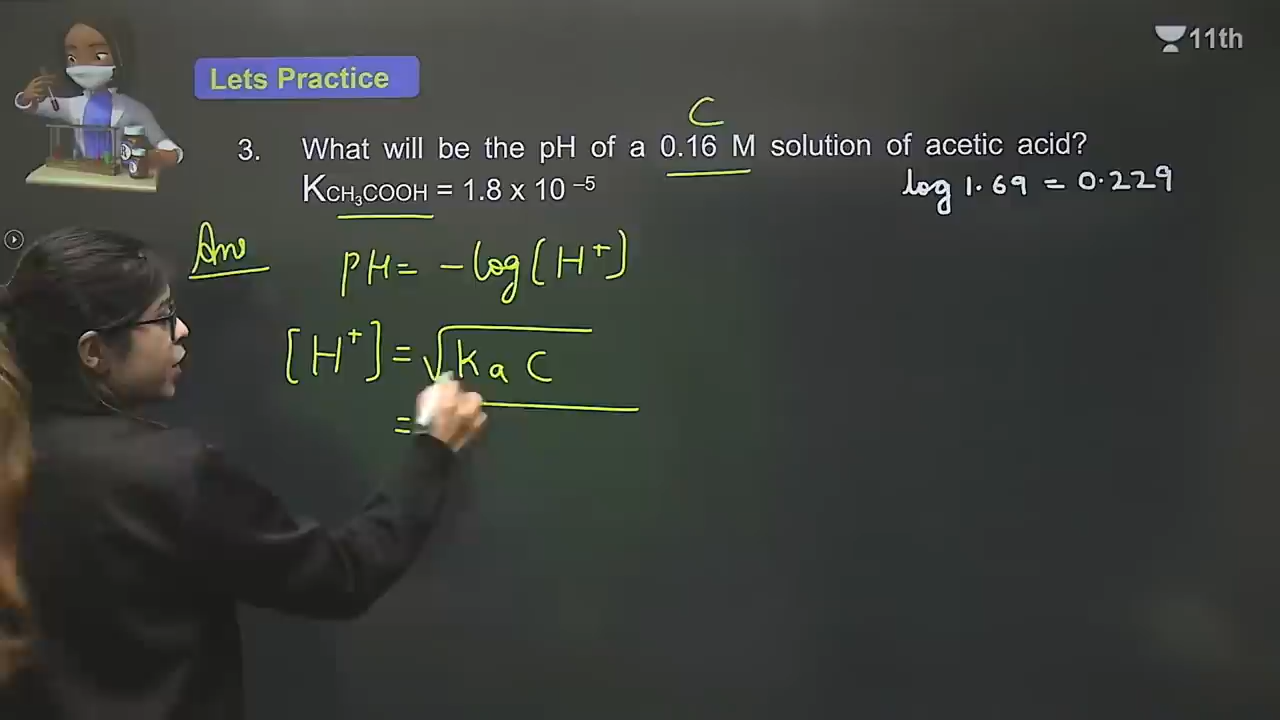 11th
Lets Practice
C
3. What will be the pH of a 0.16 M solution of acetic acid?
KCH₃COOH = 1.8 x 10 ⁻⁵
log 1.69 = 0.229
Ans
pH = -log[H⁺]
[H⁺] = √Ka C
=